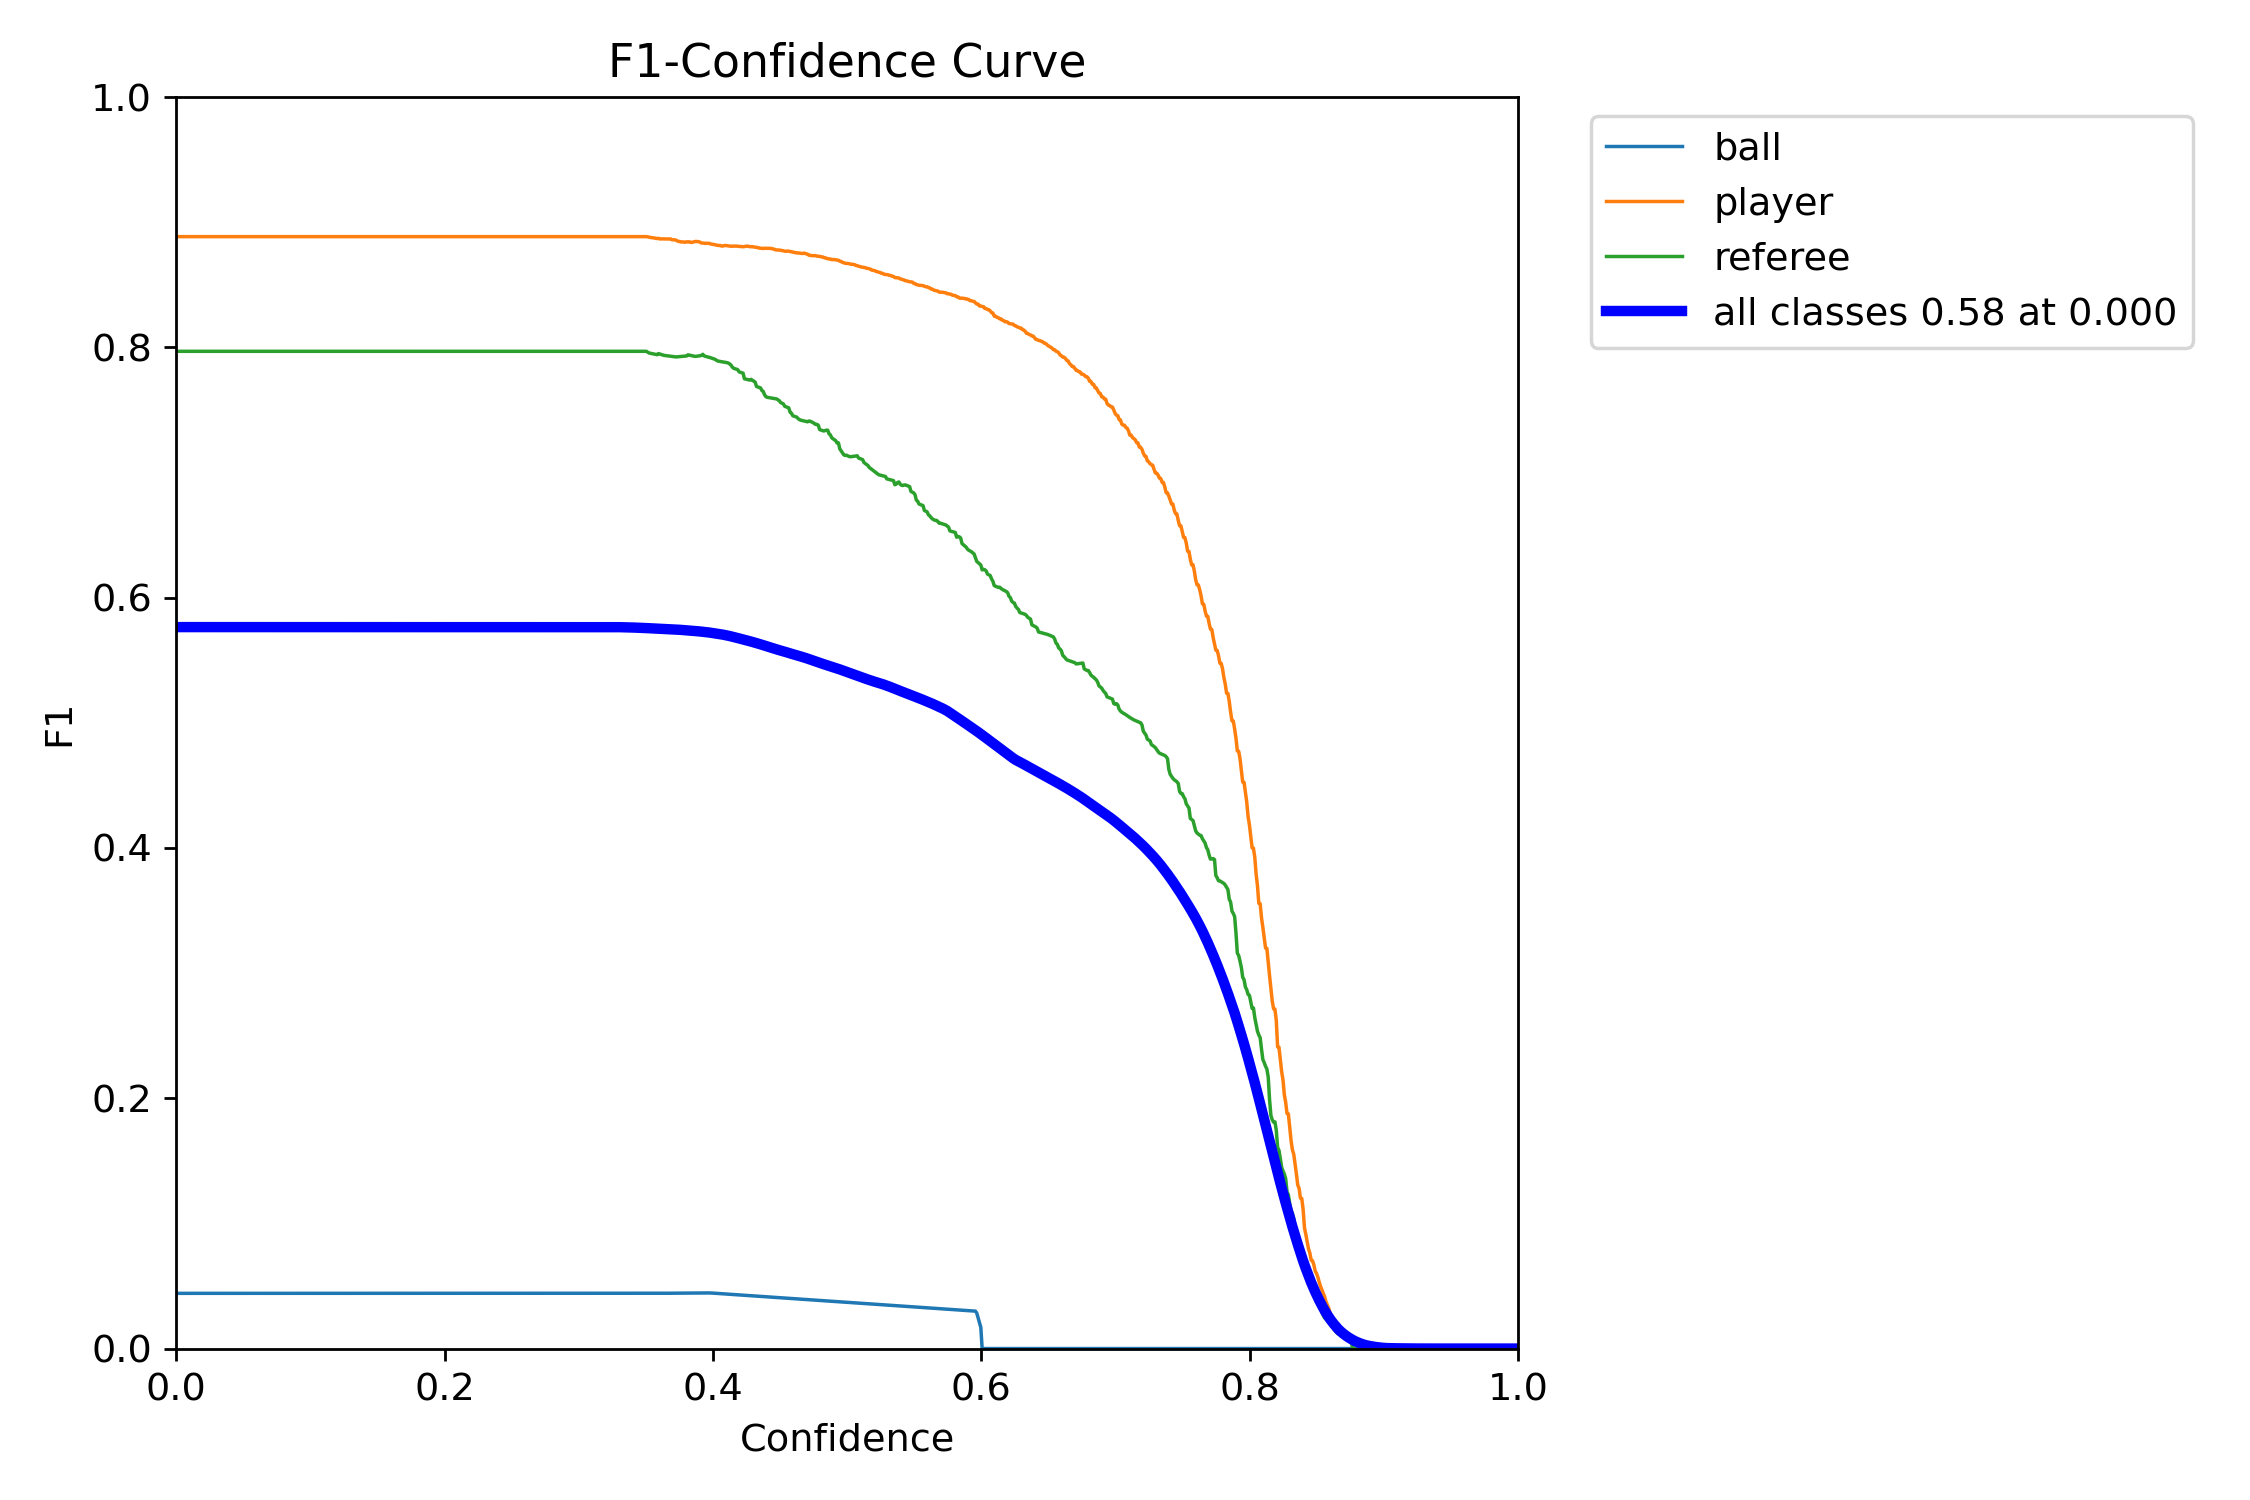 F1-Confidence Curve
1.0
0.8
0.6
0.4
0.2
0.0
F1
0.0 0.2 0.4 0.6 0.8 1.0
Confidence
ball
player
referee
all classes 0.58 at 0.000